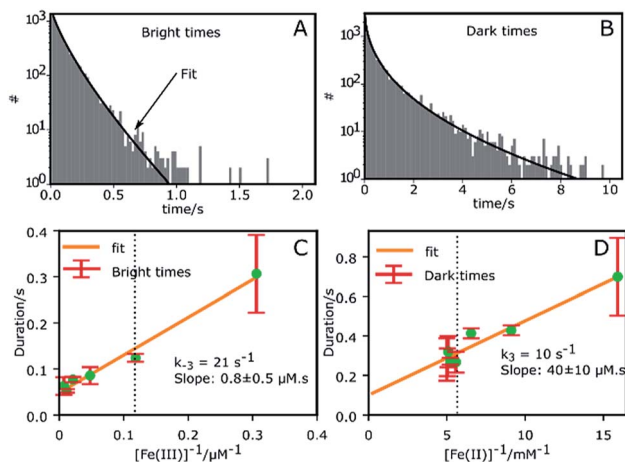 Bright times A
Fit
#
10³
10²
10¹
10⁰
0.0 0.5 1.0 1.5 2.0
time/s
Dark times B
#
10³
10²
10¹
10⁰
0 2 4 6 8 10
time/s
C
fit
Bright times
Duration/s
0.4
0.3
0.2
0.1
0.0
k₋₃ = 21 s⁻¹
Slope: 0.8±0.5 µM.s
0 0.1 0.2 0.3 0.4
[Fe(III)]⁻¹/µM⁻¹
D
fit
Dark times
Duration/s
0.8
0.6
0.4
0.2
0.0
k₃ = 10 s⁻¹
Slope: 40±10 µM.s
0 5 10 15
[Fe(II)]⁻¹/mM⁻¹